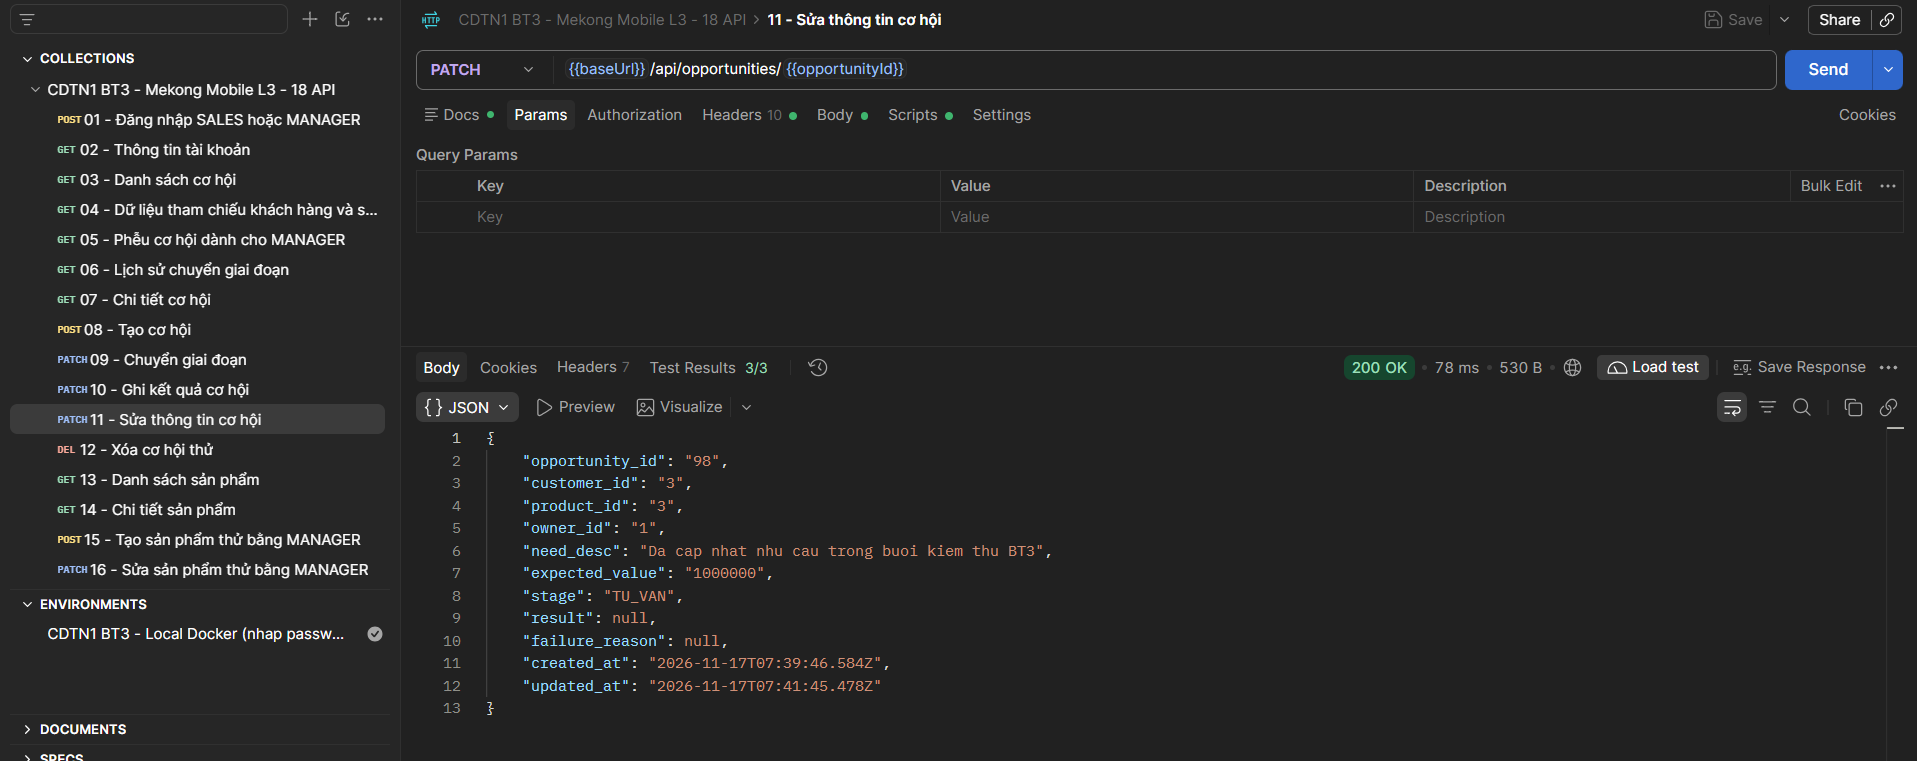 COLLECTIONS
CDTN1 BT3 - Mekong Mobile L3 - 18 API
POST 01 - Đăng nhập SALES hoặc MANAGER
GET 02 - Thông tin tài khoản
GET 03 - Danh sách cơ hội
GET 04 - Dữ liệu tham chiếu khách hàng và s...
GET 05 - Phễu cơ hội dành cho MANAGER
GET 06 - Lịch sử chuyển giai đoạn
GET 07 - Chi tiết cơ hội
POST 08 - Tạo cơ hội
PATCH 09 - Chuyển giai đoạn
PATCH 10 - Ghi kết quả cơ hội
PATCH 11 - Sửa thông tin cơ hội
DEL 12 - Xóa cơ hội thử
GET 13 - Danh sách sản phẩm
GET 14 - Chi tiết sản phẩm
POST 15 - Tạo sản phẩm thử bằng MANAGER
PATCH 16 - Sửa sản phẩm thử bằng MANAGER
ENVIRONMENTS
CDTN1 BT3 - Local Docker (nhap passw...
DOCUMENTS
SPECS
HTTP CDTN1 BT3 - Mekong Mobile L3 - 18 API > 11 - Sửa thông tin cơ hội
Save Share
PATCH {{baseUrl}} /api/opportunities/ {{opportunityId}} Send
Docs Params Authorization Headers 10 Body Scripts Settings Cookies
Query Params
Key Value Description Bulk Edit
Key Value Description
Body Cookies Headers 7 Test Results 3/3 200 OK 78 ms 530 B Load test e.g. Save Response
{} JSON Preview Visualize
1 {
2 "opportunity_id": "98",
3 "customer_id": "3",
4 "product_id": "3",
5 "owner_id": "1",
6 "need_desc": "Da cap nhat nhu cau trong buoi kiem thu BT3",
7 "expected_value": "1000000",
8 "stage": "TU_VAN",
9 "result": null,
10 "failure_reason": null,
11 "created_at": "2026-11-17T07:39:46.584Z",
12 "updated_at": "2026-11-17T07:41:45.478Z"
13 }